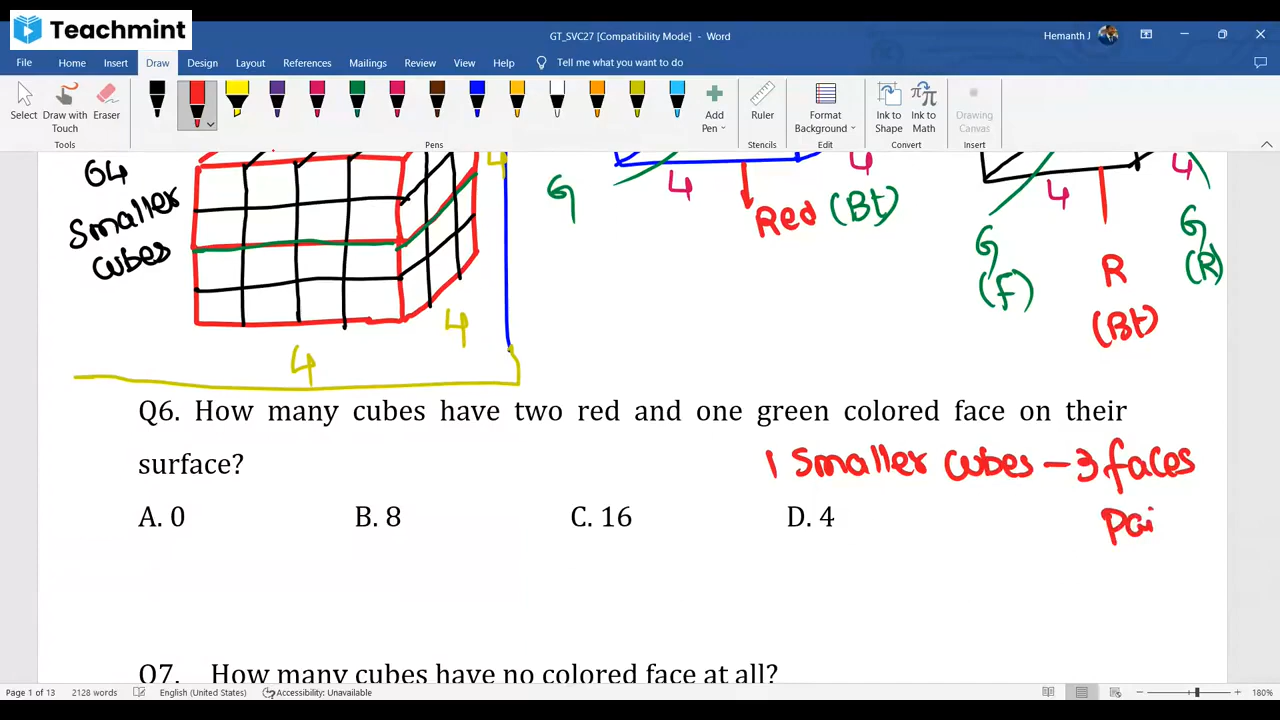 Teachmint
GT_SVC27 [Compatibility Mode] - Word
Hemanth J
File Home Insert Draw Design Layout References Mailings Review View Help Tell me what you want to do
Select
Draw with Touch
Eraser
Add Pen
Ruler
Format Background
Ink to Shape
Ink to Math
Drawing Canvas
Tools
Pens
Stencils
Edit
Convert
Insert
64
Smaller
cubes
4
4
4
G
4
4
Red (Bt)
4
4
G
(F)
R
(Bt)
G
(R)
Q6. How many cubes have two red and one green colored face on their
surface?
1 Smaller cubes - 3 faces
pai
A. 0 B. 8 C. 16 D. 4
Q7. How many cubes have no colored face at all?
Page 1 of 13 2128 words English (United States) Accessibility: Unavailable 180%